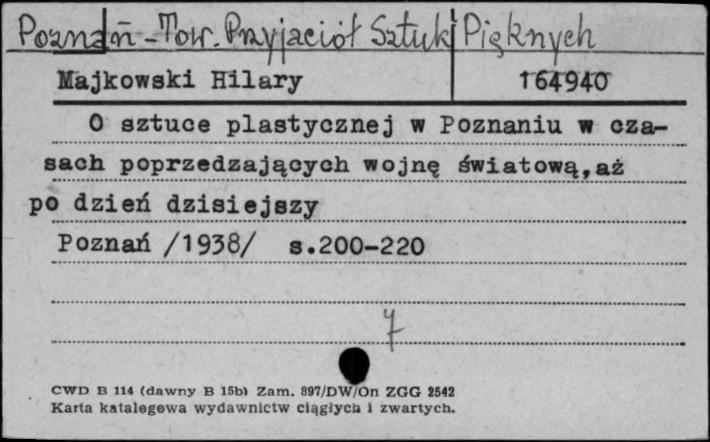 Poznań - Tow. Przyjaciół Sztuk Pięknych
Majkowski Hilary 164940
O sztuce plastycznej w Poznaniu w cza-
sach poprzedzających wojnę światową, aż
po dzień dzisiejszy
Poznań /1938/ s.200-220
7
CWD B 114 (dawny B 15b) Zam. 897/DW/On ZGG 2542
Karta katalogowa wydawnictw ciągłych i zwartych.